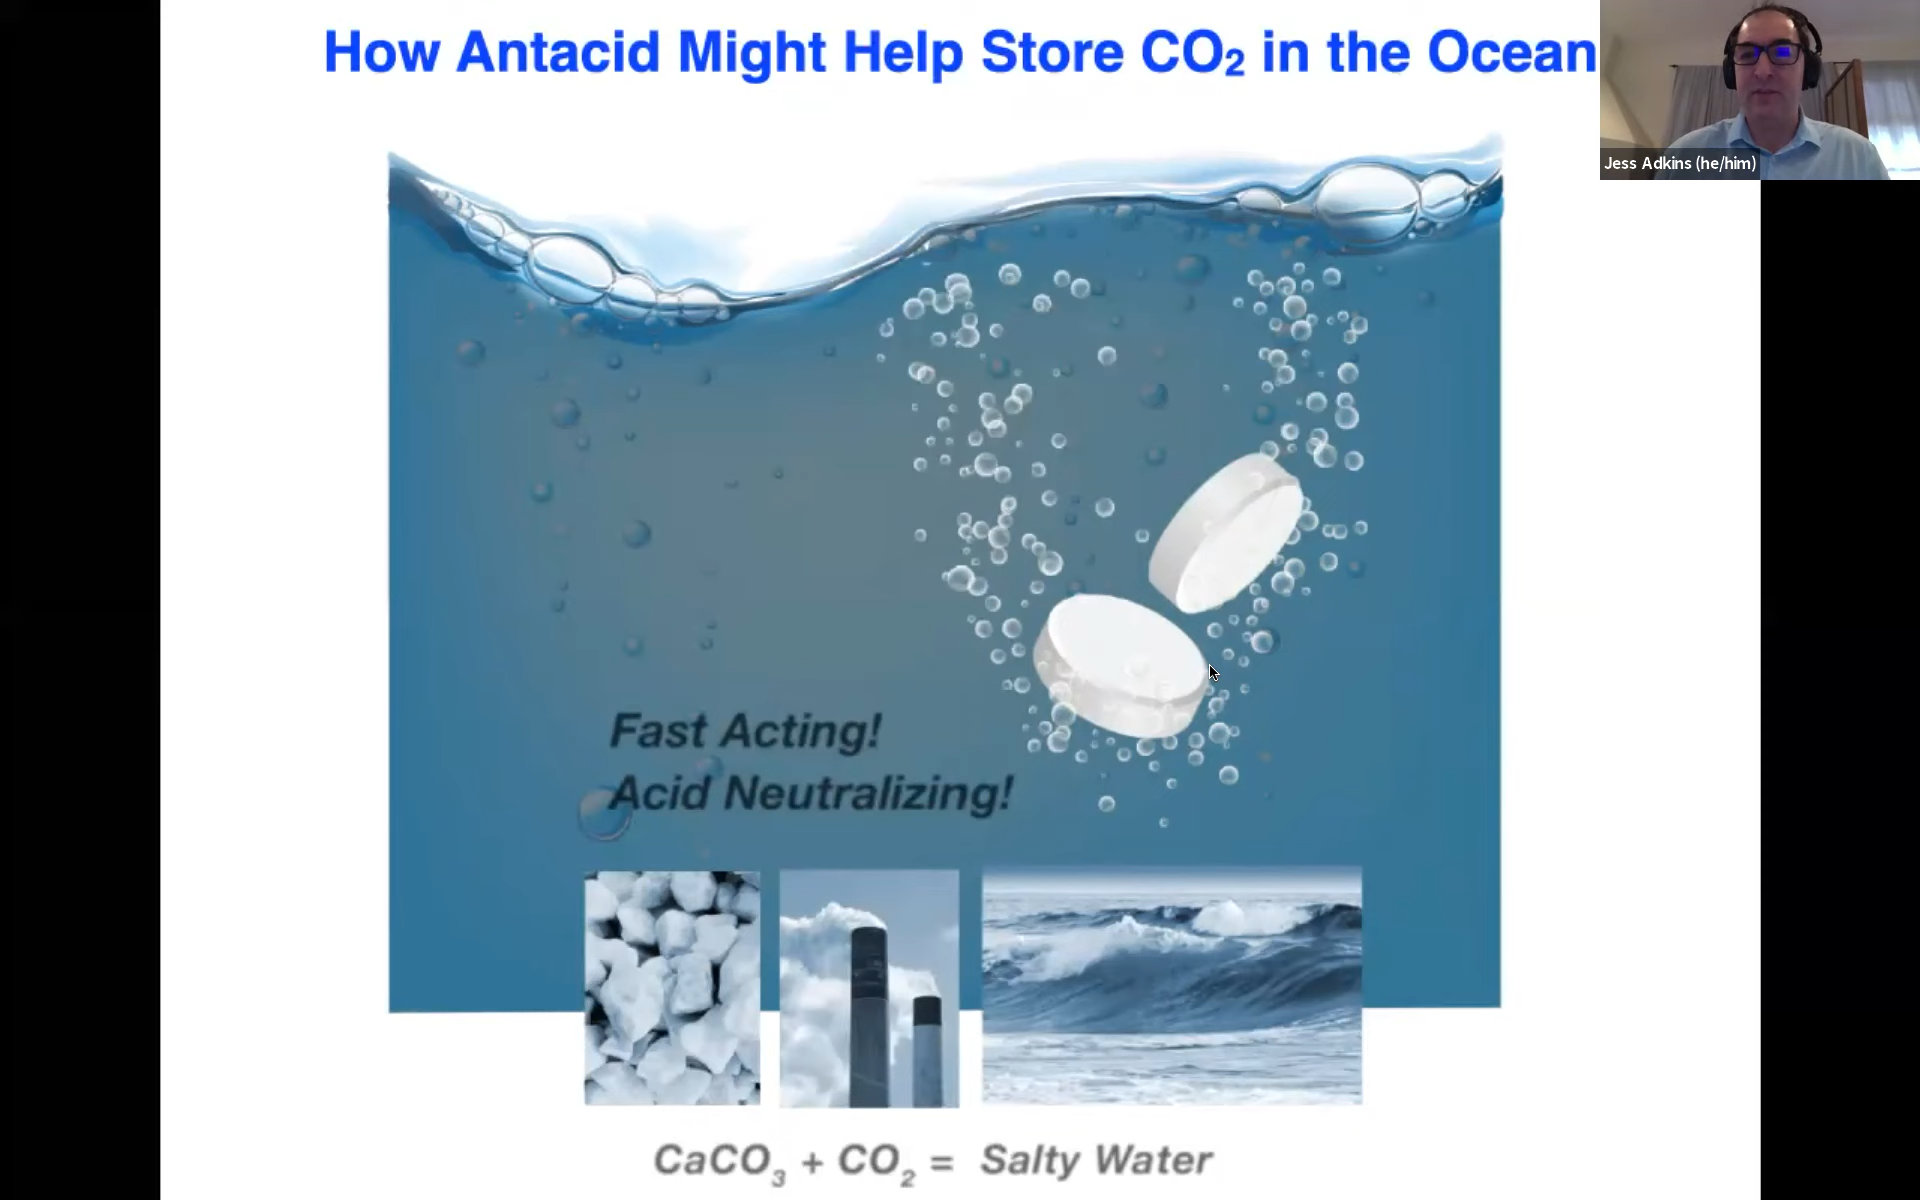 How Antacid Might Help Store CO₂ in the Ocean
Jess Adkins (he/him)
Fast Acting!
Acid Neutralizing!
CaCO₃ + CO₂ = Salty Water